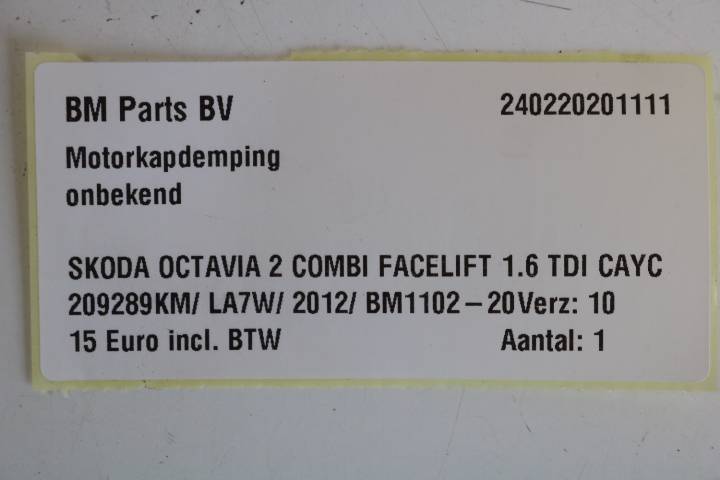 BM Parts BV 240220201111
Motorkapdemping
onbekend
SKODA OCTAVIA 2 COMBI FACELIFT 1.6 TDI CAYC
209289KM/ LA7W/ 2012/ BM1102-20Verz: 10
15 Euro incl. BTW Aantal: 1